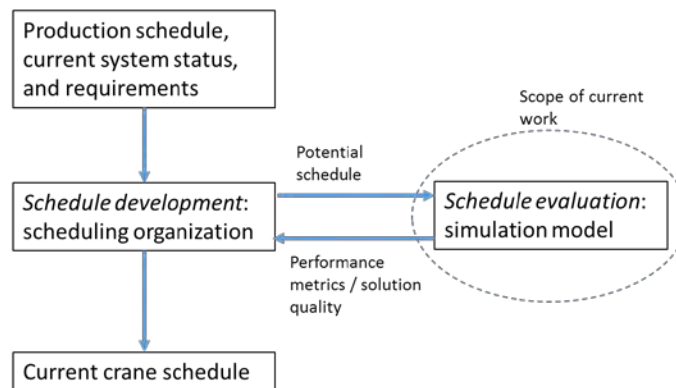 Production schedule,
current system status,
and requirements
Scope of current
work
Potential
schedule
Schedule development:
scheduling organization
Schedule evaluation:
simulation model
Performance
metrics / solution
quality
Current crane schedule